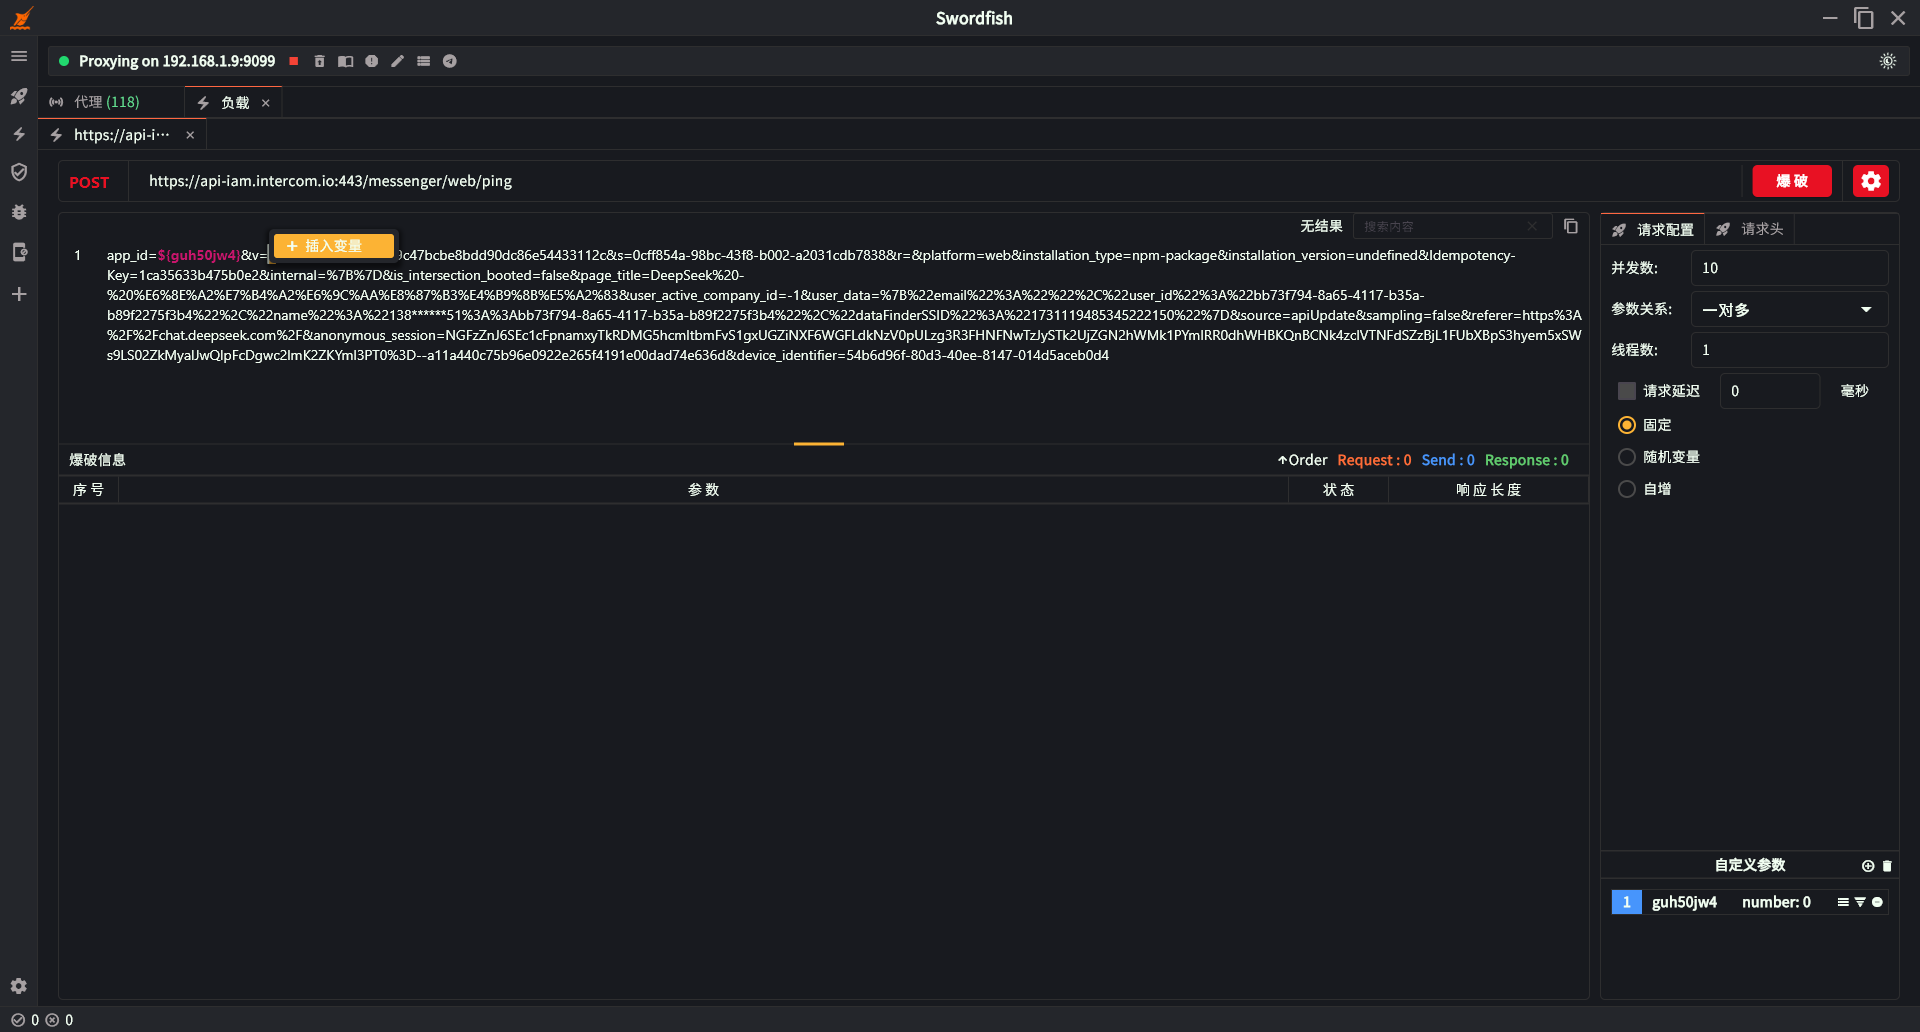 Swordfish
Proxying on 192.168.1.9:9099
代理 (118)
负载
https://api-i···
POST
https://api-iam.intercom.io:443/messenger/web/ping
爆 破
无结果
搜索内容
插入变量
1
app_id=${guh50jw4}&v=
9c47bcbe8bdd90dc86e54433112c&s=0cff854a-98bc-43f8-b002-a2031cdb7838&r=&platform=web&installation_type=npm-package&installation_version=undefined&Idempotency-
Key=1ca35633b475b0e2&internal=%7B%7D&is_intersection_booted=false&page_title=DeepSeek%20-
%20%E6%8E%A2%E7%B4%A2%E6%9C%AA%E8%87%B3%E4%B9%8B%E5%A2%83&user_active_company_id=-1&user_data=%7B%22email%22%3A%22%22%2C%22user_id%22%3A%22bb73f794-8a65-4117-b35a-
b89f2275f3b4%22%2C%22name%22%3A%22138******51%3A%3Abb73f794-8a65-4117-b35a-b89f2275f3b4%22%2C%22dataFinderSSID%22%3A%221731119485345222150%22%7D&source=apiUpdate&sampling=false&referer=https%3A
%2F%2Fchat.deepseek.com%2F&anonymous_session=NGFzZnJ6SEc1cFpnamxyTkRDMG5hcmltbmFvS1gxUGZiNXF6WGFLdkNzV0pULzg3R3FHNFNwTzJySTk2UjZGN2hWMk1PYmlRR0dhWHBKQnBCNk4zclVTNFdSZzBjL1FUbXBpS3hyem5xSW
s9LS02ZkMyalJwQlpFcDgwc2lmK2ZKYml3PT0%3D--a11a440c75b96e0922e265f4191e00dad74e636d&device_identifier=54b6d96f-80d3-40ee-8147-014d5aceb0d4
爆破信息
Order
Request : 0
Send : 0
Response : 0
序 号
参 数
状 态
响 应 长 度
请求配置
请求头
并发数:
10
参数关系:
一对多
线程数:
1
请求延迟
0
毫秒
固定
随机变量
自增
自定义参数
1
guh50jw4
number: 0
0
0